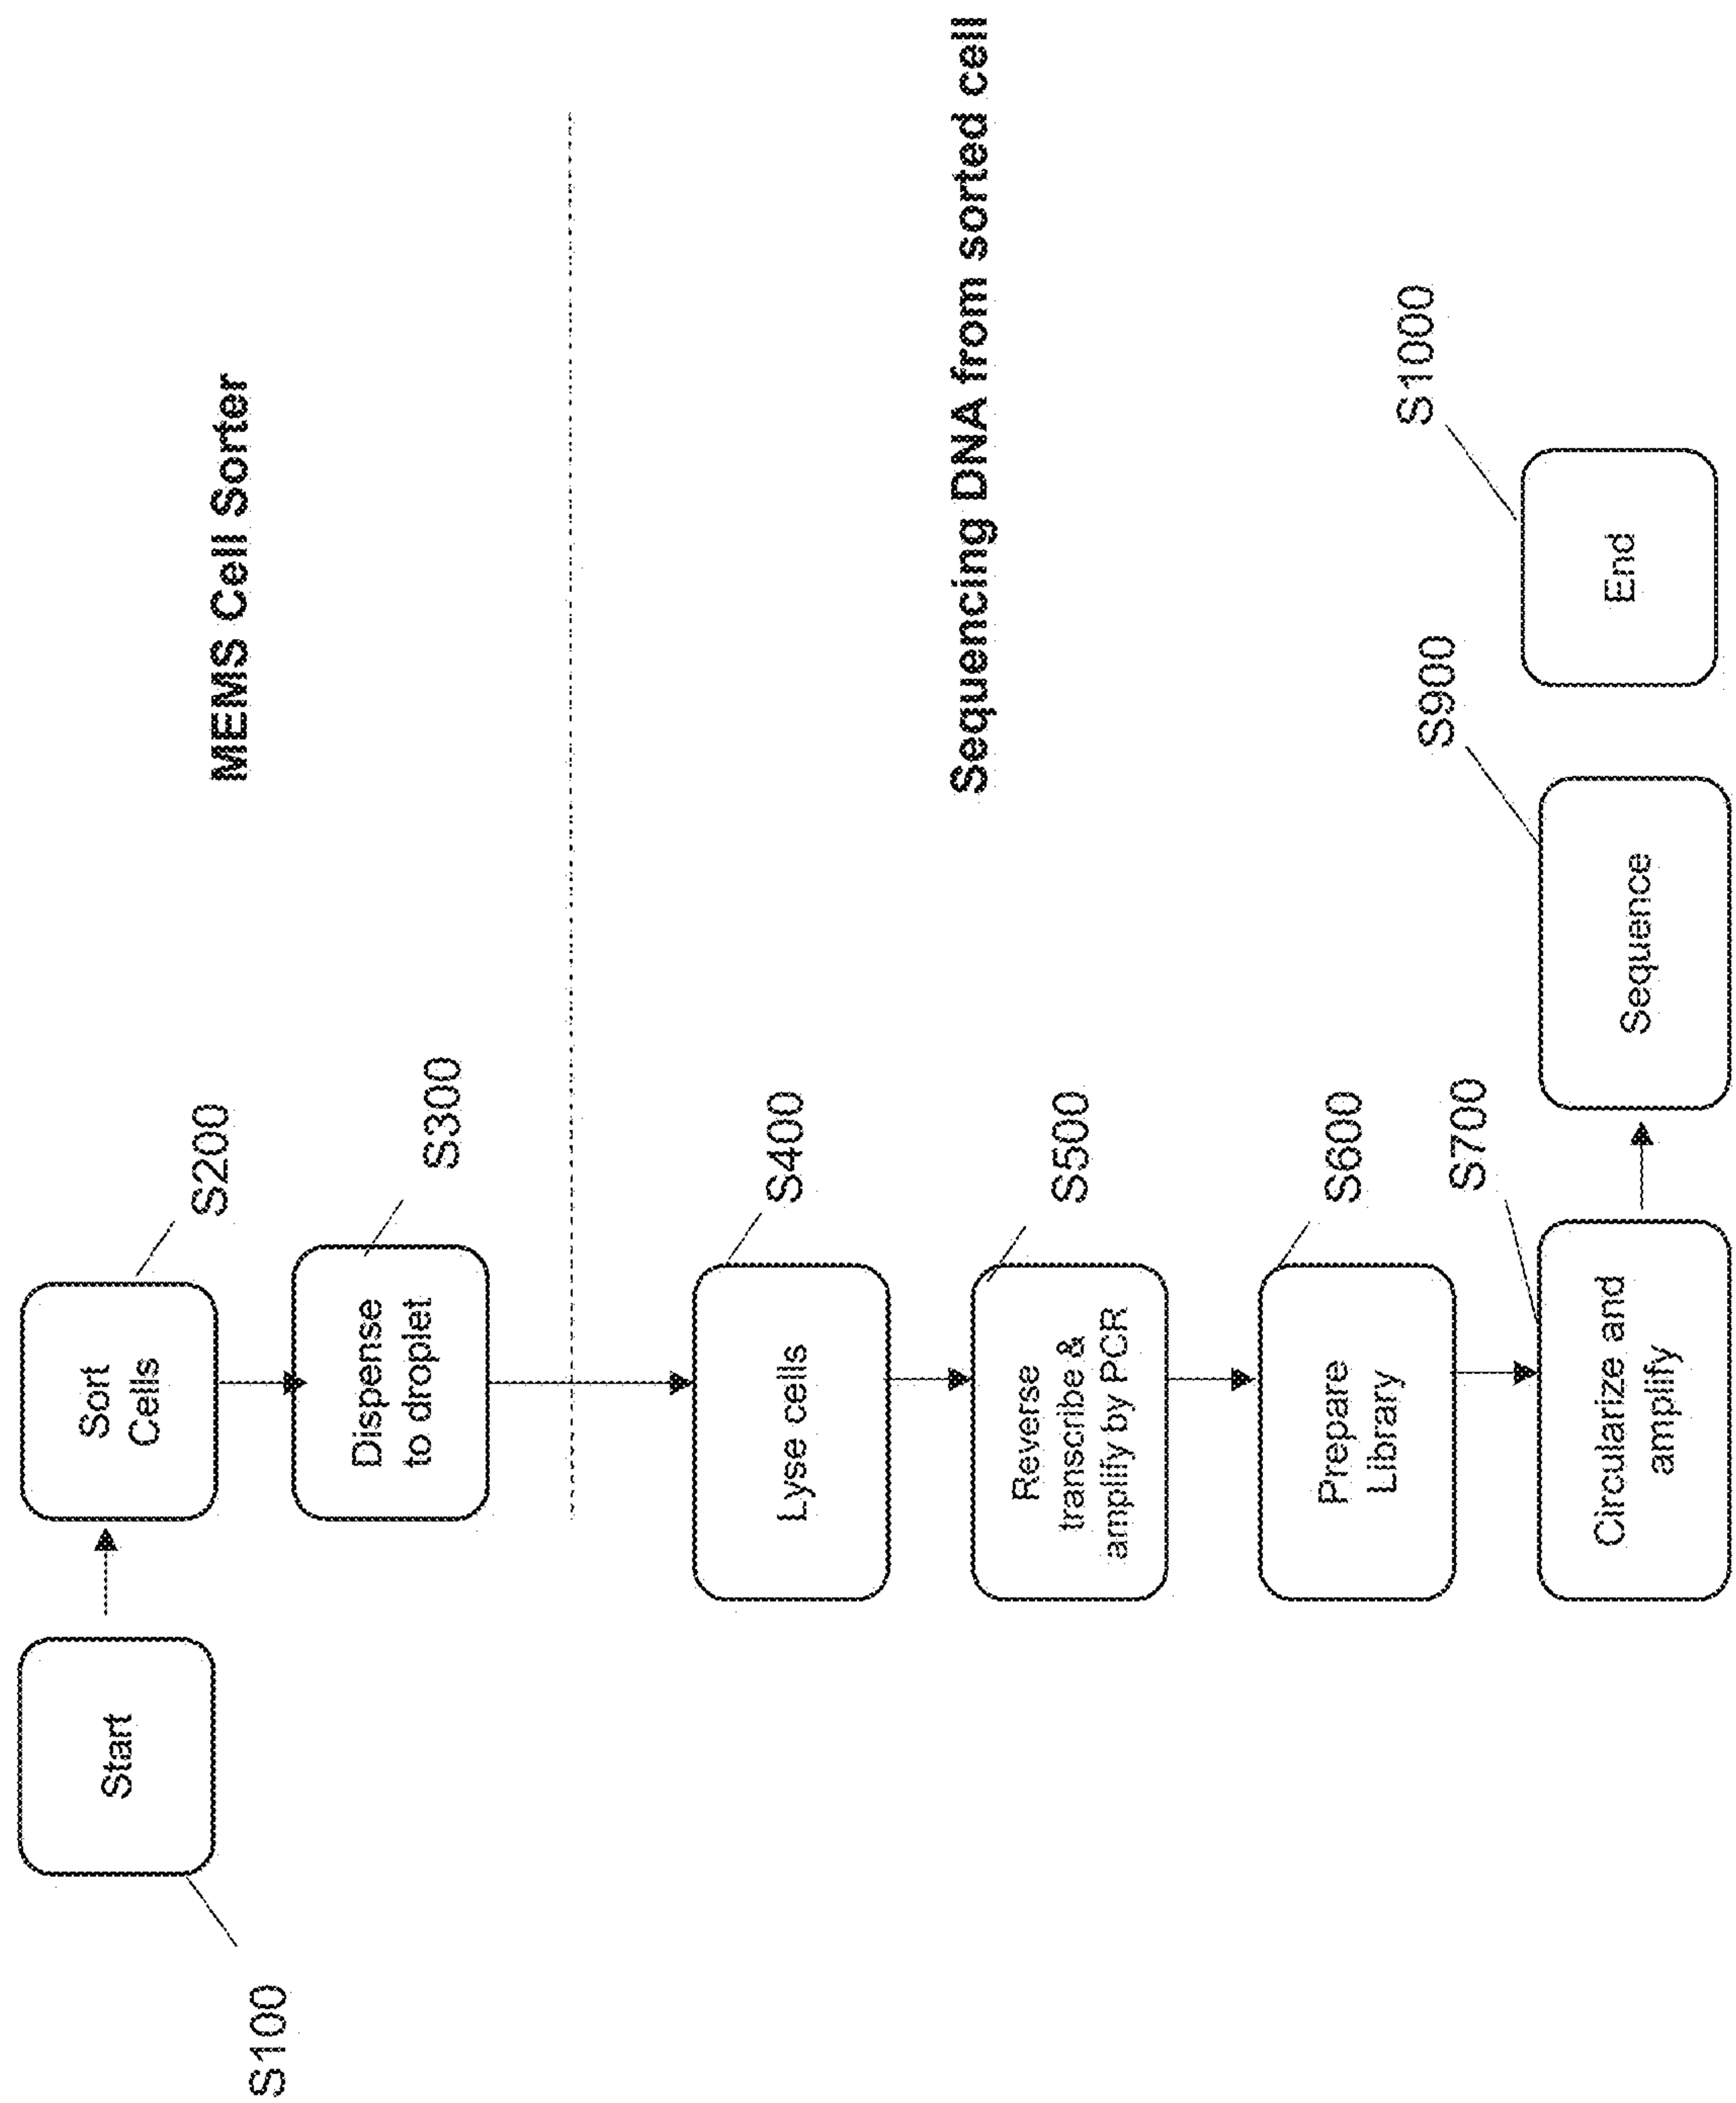 S100
Start
Sort
Cells
S200
MEMS Cell Sorter
Dispense
to droplet
S300
Lyse cells
S400
Sequencing DNA from sorted cell
Reverse
transcribe &
amplify by PCR
S500
Prepare
Library
S600
Circularize and
amplify
S700
Sequence
S900
End
S1000